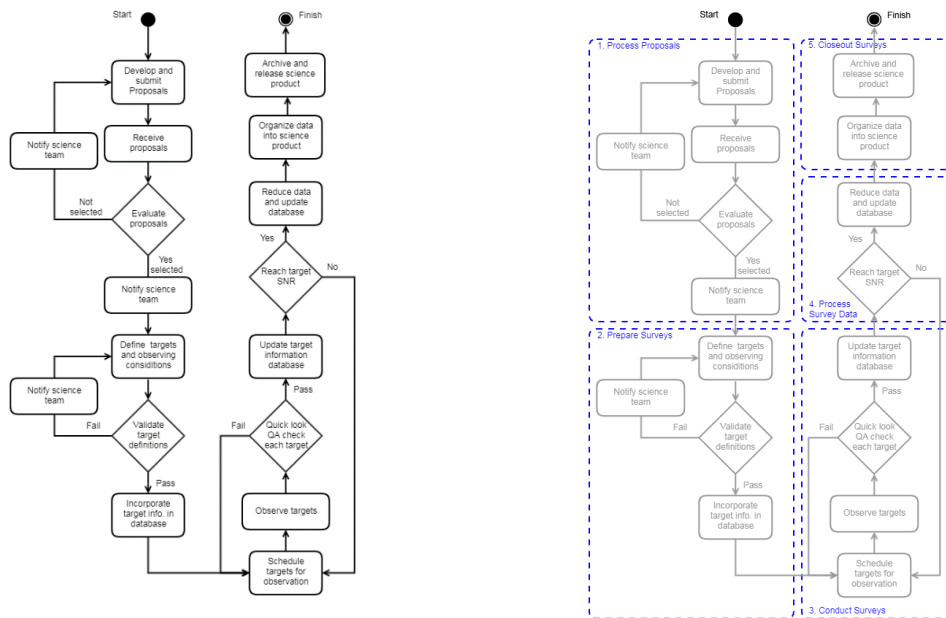 Start
Finish
Develop and
submit
Proposals
Archive and
release science
product
Notify science
team
Receive
proposals
Organize data
into science
product
Not
selected
Evaluate
proposals
Reduce data
and update
database
Yes
selected
Yes
No
Reach target
SNR
Notify science
team
Define targets
and observing
considitions
Update target
information
database
Notify science
team
Pass
Fail
Validate
target
definitions
Fail
Quick look
QA check
each target
Pass
Incorporate
target info. in
database
Observe targets
Schedule
targets for
observation
Start
Finish
1. Process Proposals
5. Closeout Surveys
Develop and
submit
Proposals
Archive and
release science
product
Notify science
team
Receive
proposals
Organize data
into science
product
Not
selected
Evaluate
proposals
Reduce data
and update
database
Yes
selected
Yes
No
Reach target
SNR
Notify science
team
4. Process
Survey Data
2. Prepare Surveys
Define targets
and observing
considitions
Update target
information
database
Notify science
team
Pass
Fail
Validate
target
definitions
Fail
Quick look
QA check
each target
Pass
Incorporate
target info. in
database
Observe targets
Schedule
targets for
observation
3. Conduct Surveys